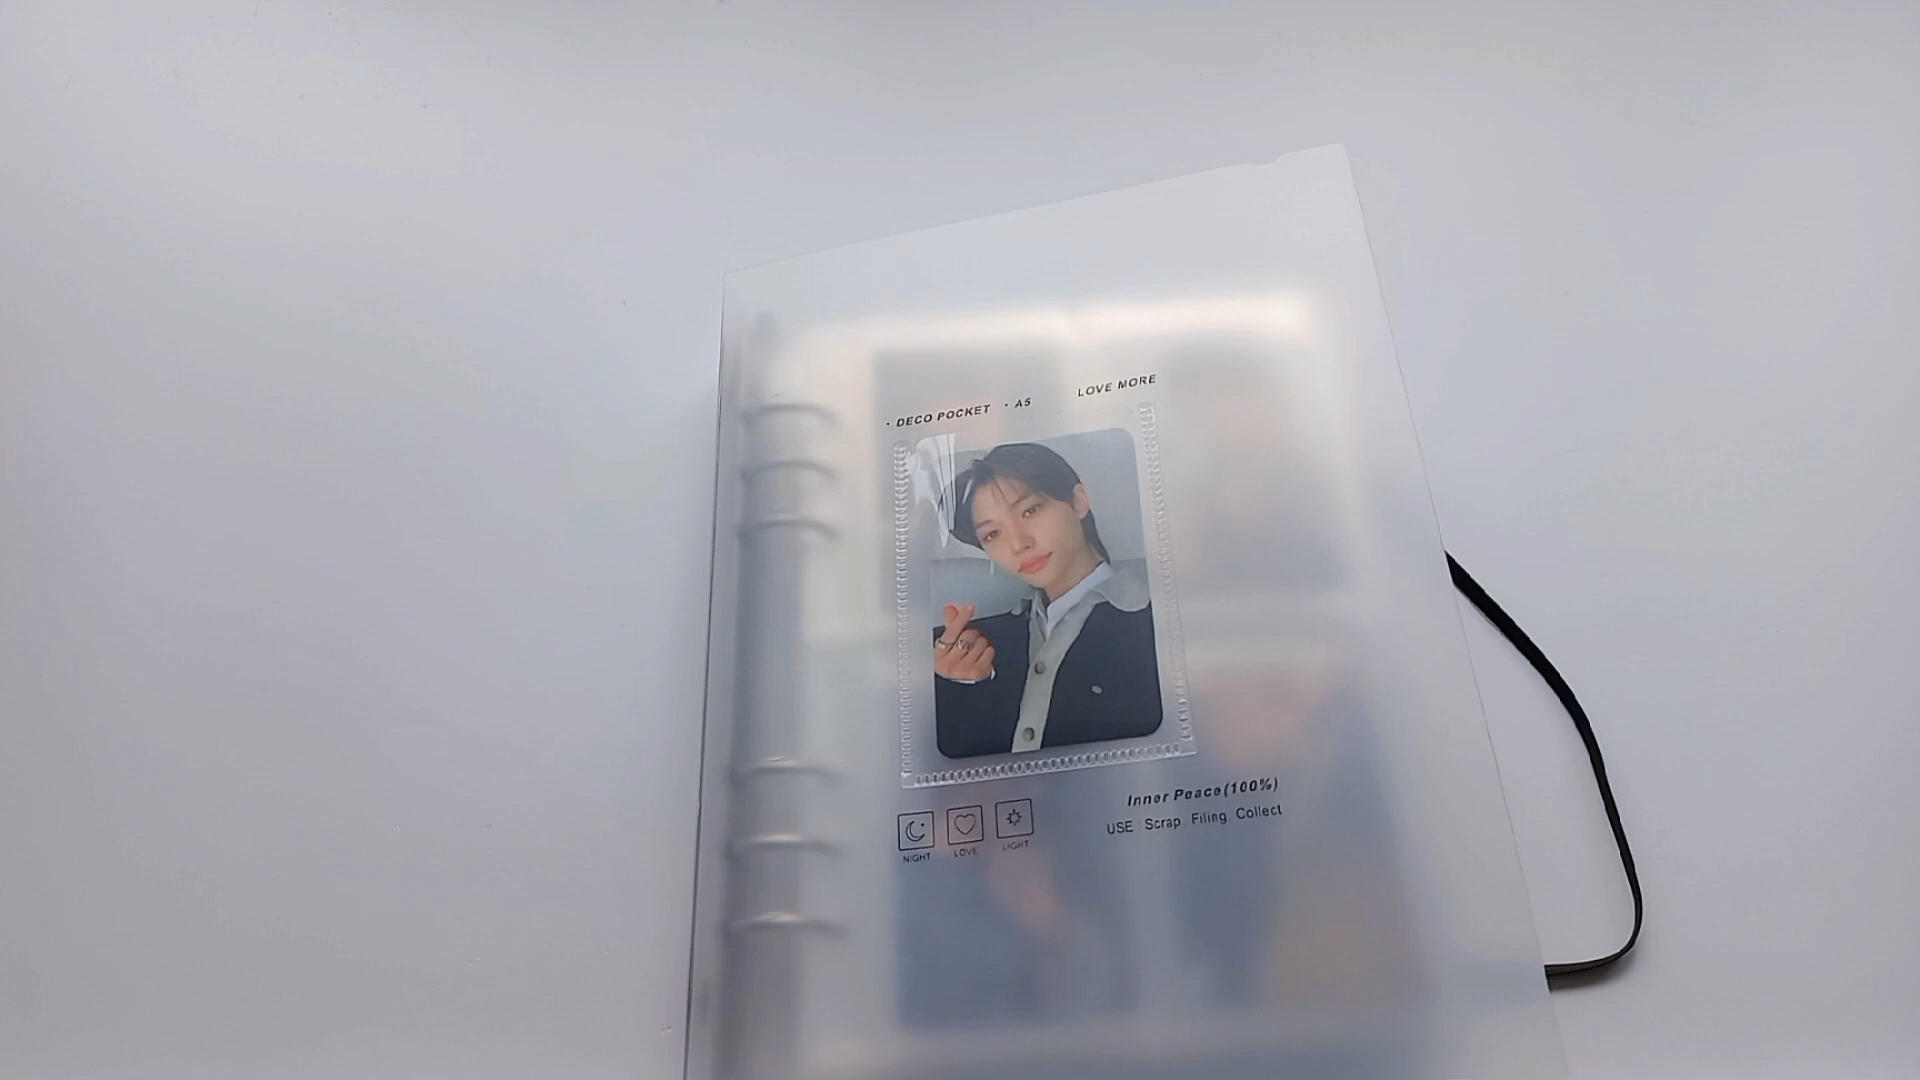 · DECO POCKET · A5 LOVE MORE
Inner Peace(100%)
USE : Scrap . Filing . Collect
NIGHT LOVE LIGHT